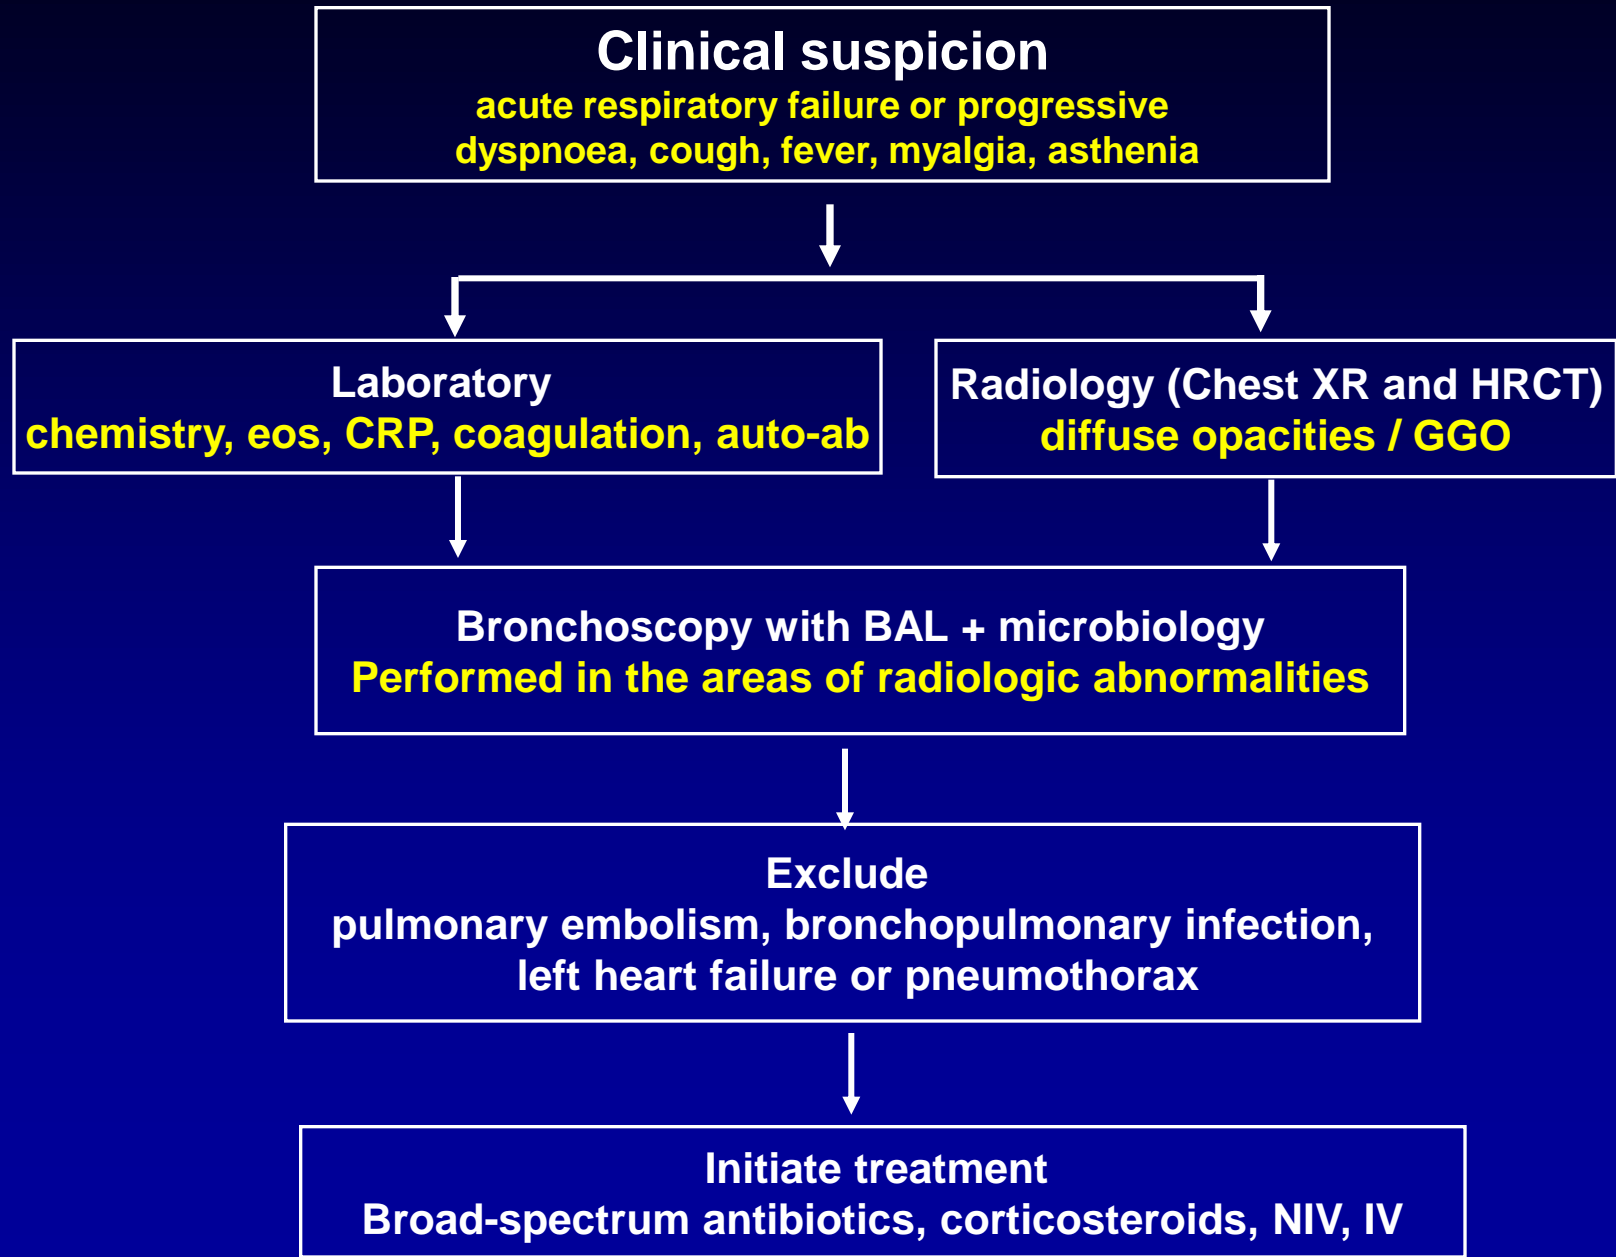 Clinical suspicion
acute respiratory failure or progressive
dyspnoea, cough, fever, myalgia, asthenia
Laboratory
chemistry, eos, CRP, coagulation, auto-ab
Radiology (Chest XR and HRCT)
diffuse opacities / GGO
Bronchoscopy with BAL + microbiology
Performed in the areas of radiologic abnormalities
Exclude
pulmonary embolism, bronchopulmonary infection,
left heart failure or pneumothorax
Initiate treatment
Broad-spectrum antibiotics, corticosteroids, NIV, IV